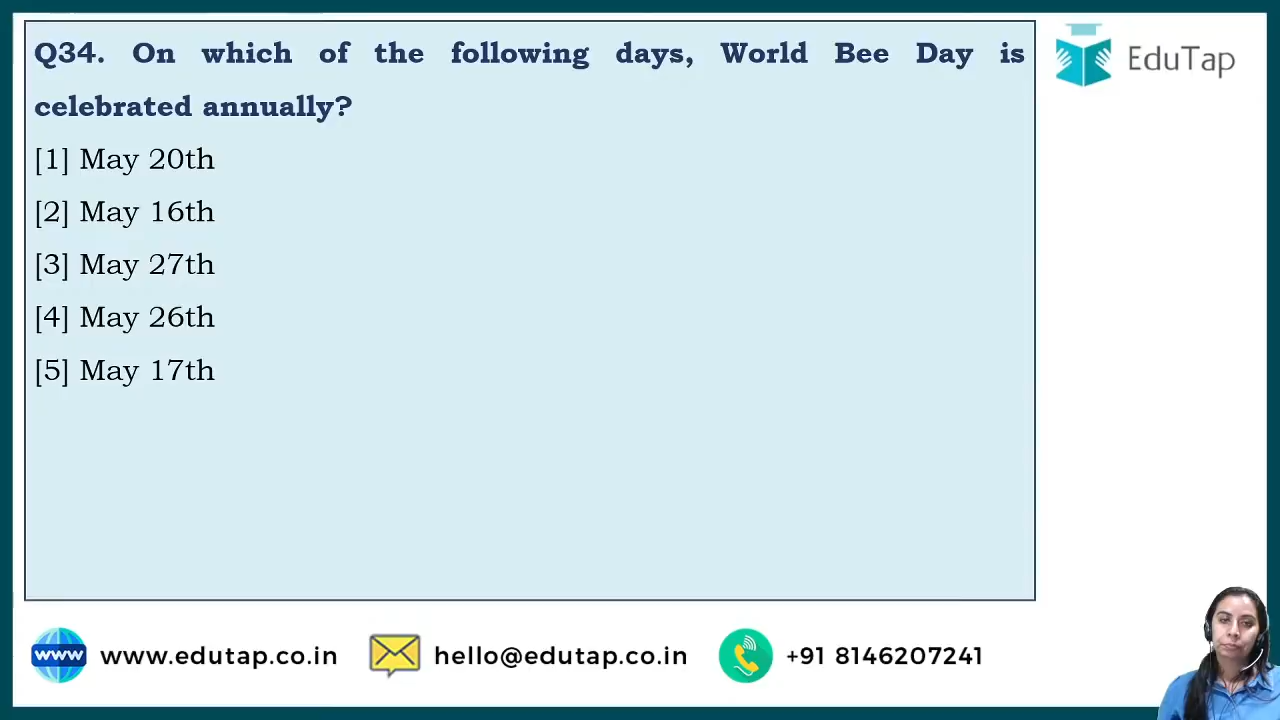 Q34. On which of the following days, World Bee Day is
celebrated annually?
[1] May 20th
[2] May 16th
[3] May 27th
[4] May 26th
[5] May 17th
EduTap
www www.edutap.co.in hello@edutap.co.in +91 8146207241